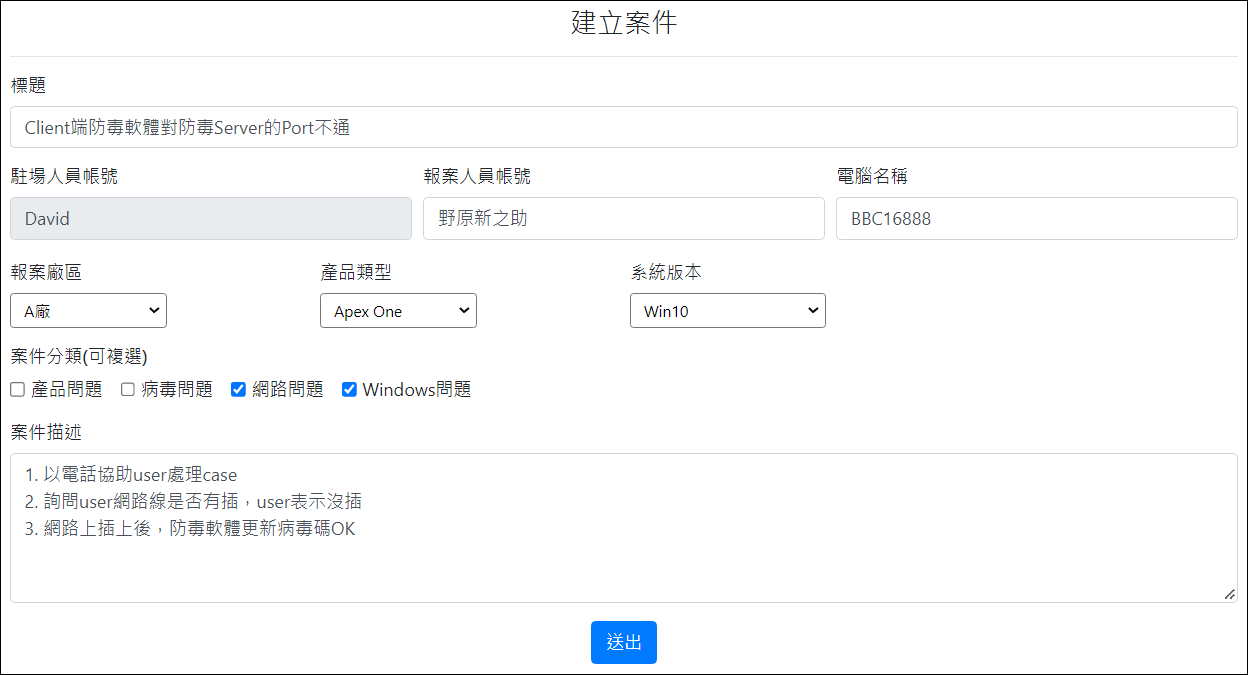 建立案件
標題
Client端防毒軟體對防毒Server的Port不通
駐場人員帳號 報案人員帳號 電腦名稱
David 野原新之助 BBC16888
報案廠區 產品類型 系統版本
A廠 Apex One Win10
案件分類(可複選)
產品問題 病毒問題 網路問題 Windows問題
案件描述
1. 以電話協助user處理case
2. 詢問user網路線是否有插，user表示沒插
3. 網路上插上後，防毒軟體更新病毒碼OK
送出